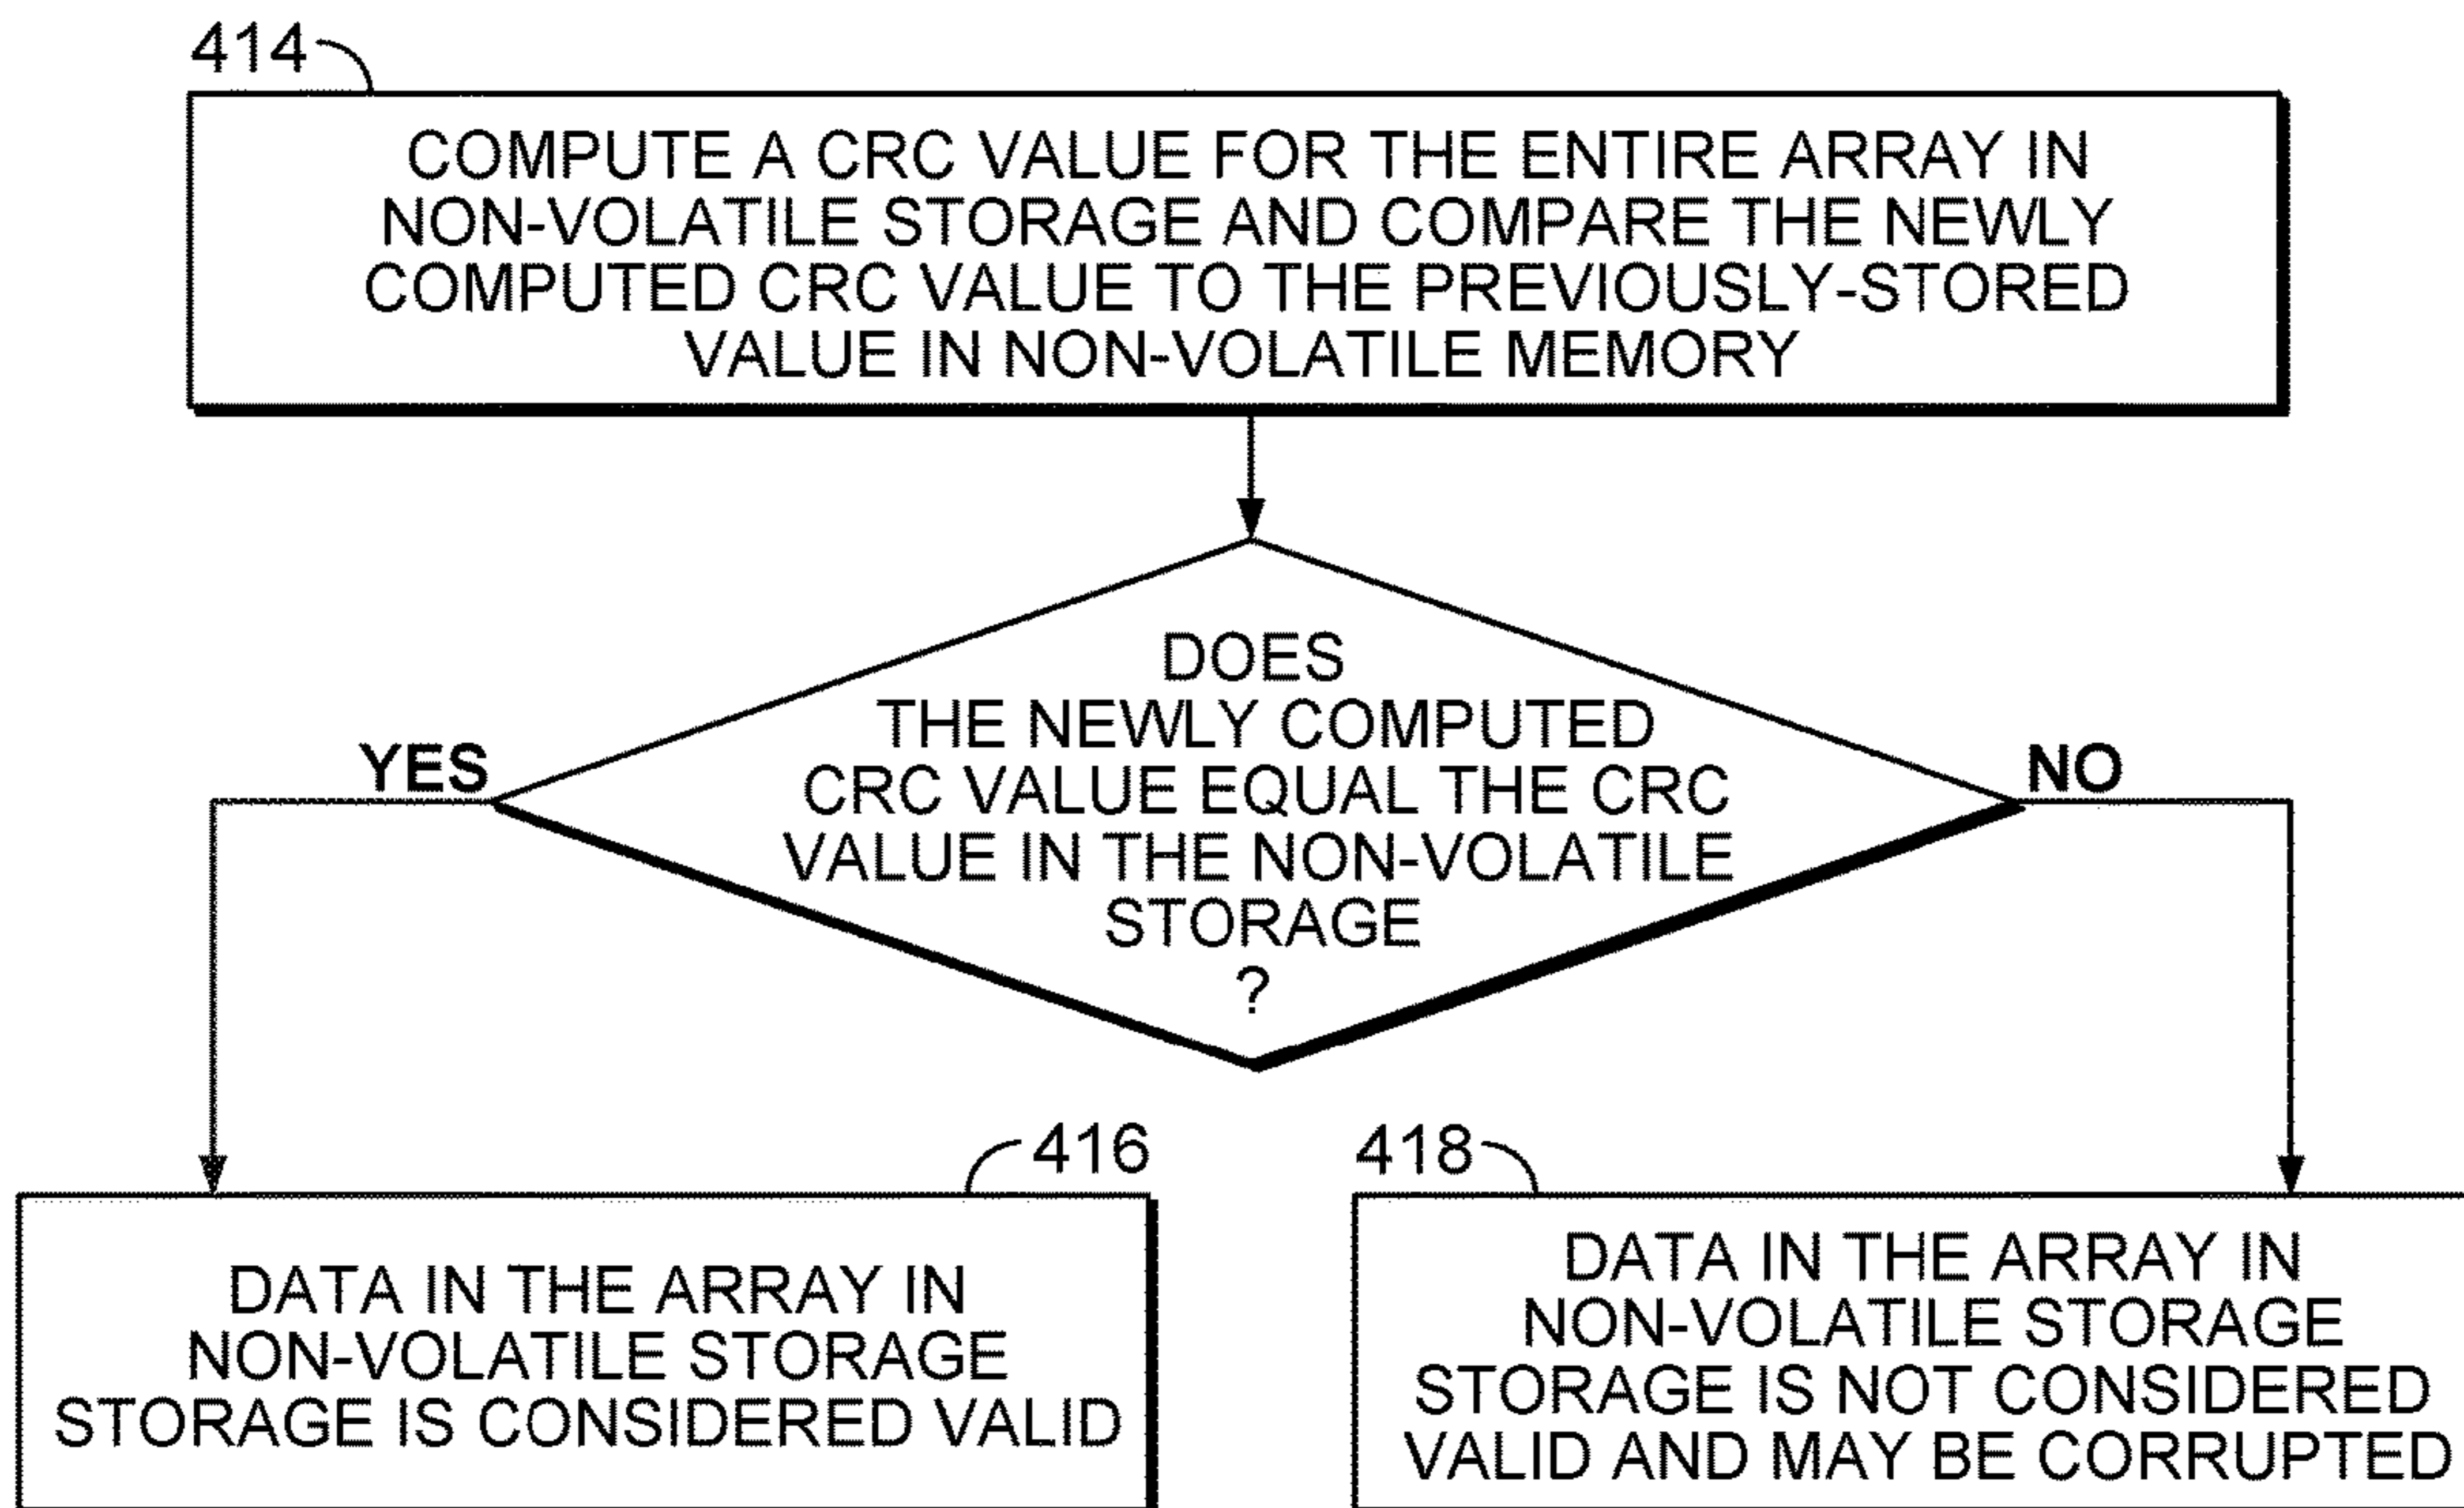 414
COMPUTE A CRC VALUE FOR THE ENTIRE ARRAY IN
NON-VOLATILE STORAGE AND COMPARE THE NEWLY
COMPUTED CRC VALUE TO THE PREVIOUSLY-STORED
VALUE IN NON-VOLATILE MEMORY
DOES
THE NEWLY COMPUTED
CRC VALUE EQUAL THE CRC
VALUE IN THE NON-VOLATILE
STORAGE
?
YES
NO
416
DATA IN THE ARRAY IN
NON-VOLATILE STORAGE
STORAGE IS CONSIDERED VALID
418
DATA IN THE ARRAY IN
NON-VOLATILE STORAGE
STORAGE IS NOT CONSIDERED
VALID AND MAY BE CORRUPTED